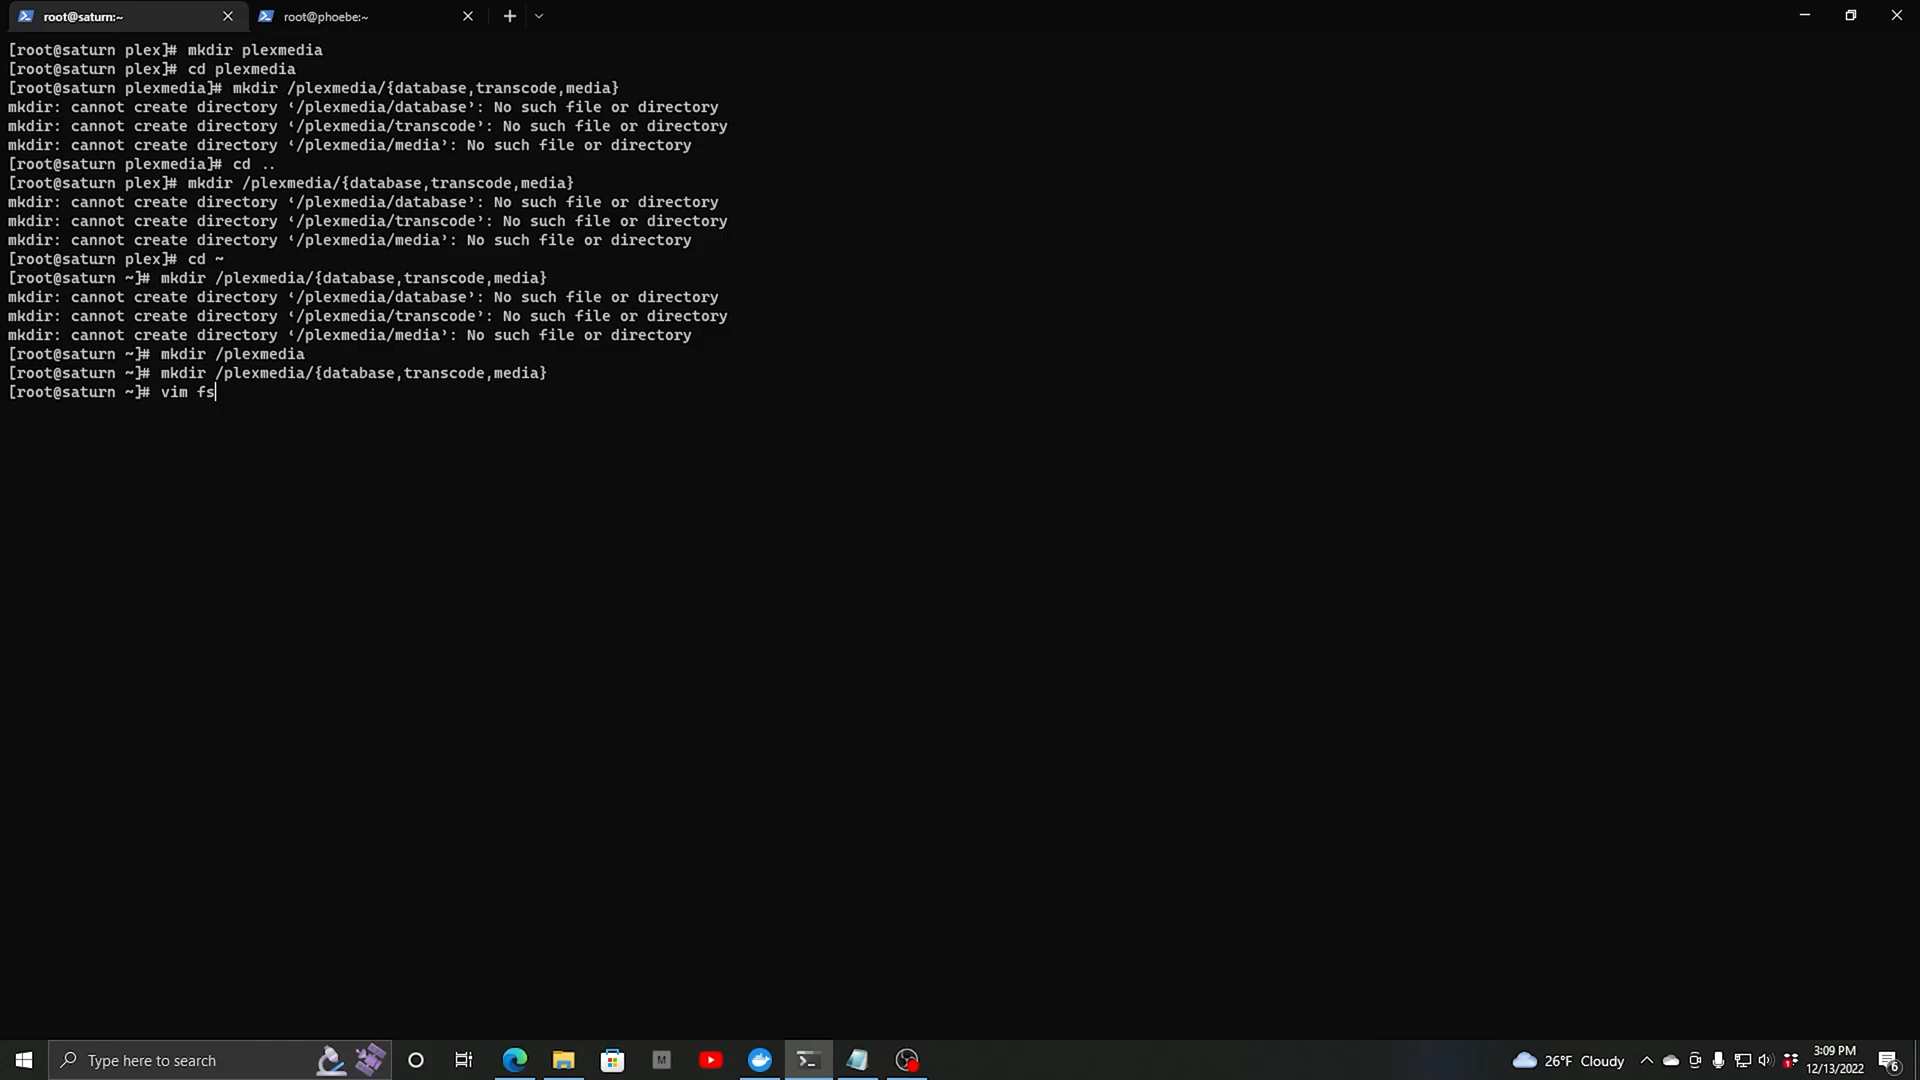 root@saturn:~
root@phoebe:~
[root@saturn plex]# mkdir plexmedia
[root@saturn plex]# cd plexmedia
[root@saturn plexmedia]# mkdir /plexmedia/{database,transcode,media}
mkdir: cannot create directory ‘/plexmedia/database’: No such file or directory
mkdir: cannot create directory ‘/plexmedia/transcode’: No such file or directory
mkdir: cannot create directory ‘/plexmedia/media’: No such file or directory
[root@saturn plexmedia]# cd ..
[root@saturn plex]# mkdir /plexmedia/{database,transcode,media}
mkdir: cannot create directory ‘/plexmedia/database’: No such file or directory
mkdir: cannot create directory ‘/plexmedia/transcode’: No such file or directory
mkdir: cannot create directory ‘/plexmedia/media’: No such file or directory
[root@saturn plex]# cd ~
[root@saturn ~]# mkdir /plexmedia/{database,transcode,media}
mkdir: cannot create directory ‘/plexmedia/database’: No such file or directory
mkdir: cannot create directory ‘/plexmedia/transcode’: No such file or directory
mkdir: cannot create directory ‘/plexmedia/media’: No such file or directory
[root@saturn ~]# mkdir /plexmedia
[root@saturn ~]# mkdir /plexmedia/{database,transcode,media}
[root@saturn ~]# vim fs
Type here to search
M
26°F Cloudy
1
3:09 PM
12/13/2022
6